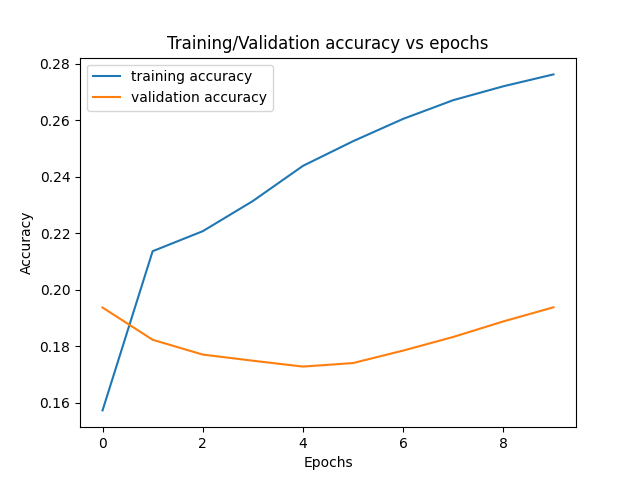 Training/Validation accuracy vs epochs
training accuracy
validation accuracy
0.28
0.26
0.24
0.22
0.20
0.18
0.16
Accuracy
0 2 4 6 8
Epochs